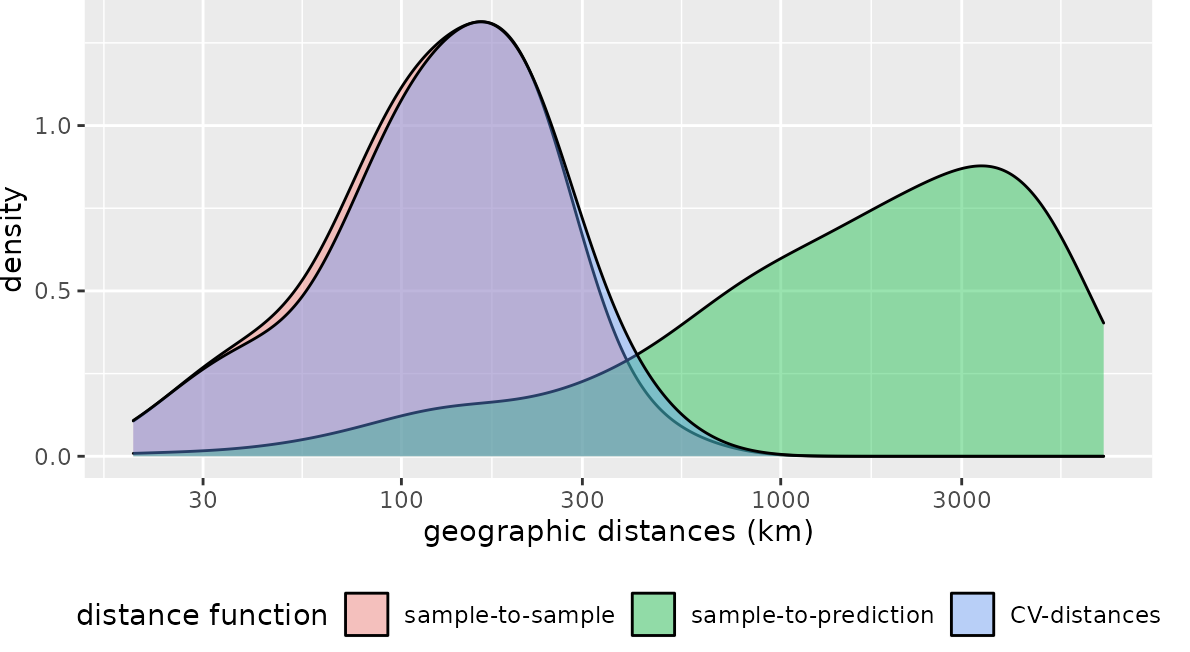 1.0
0.5
0.0
density
30 100 300 1000 3000
geographic distances (km)
distance function sample-to-sample sample-to-prediction CV-distances